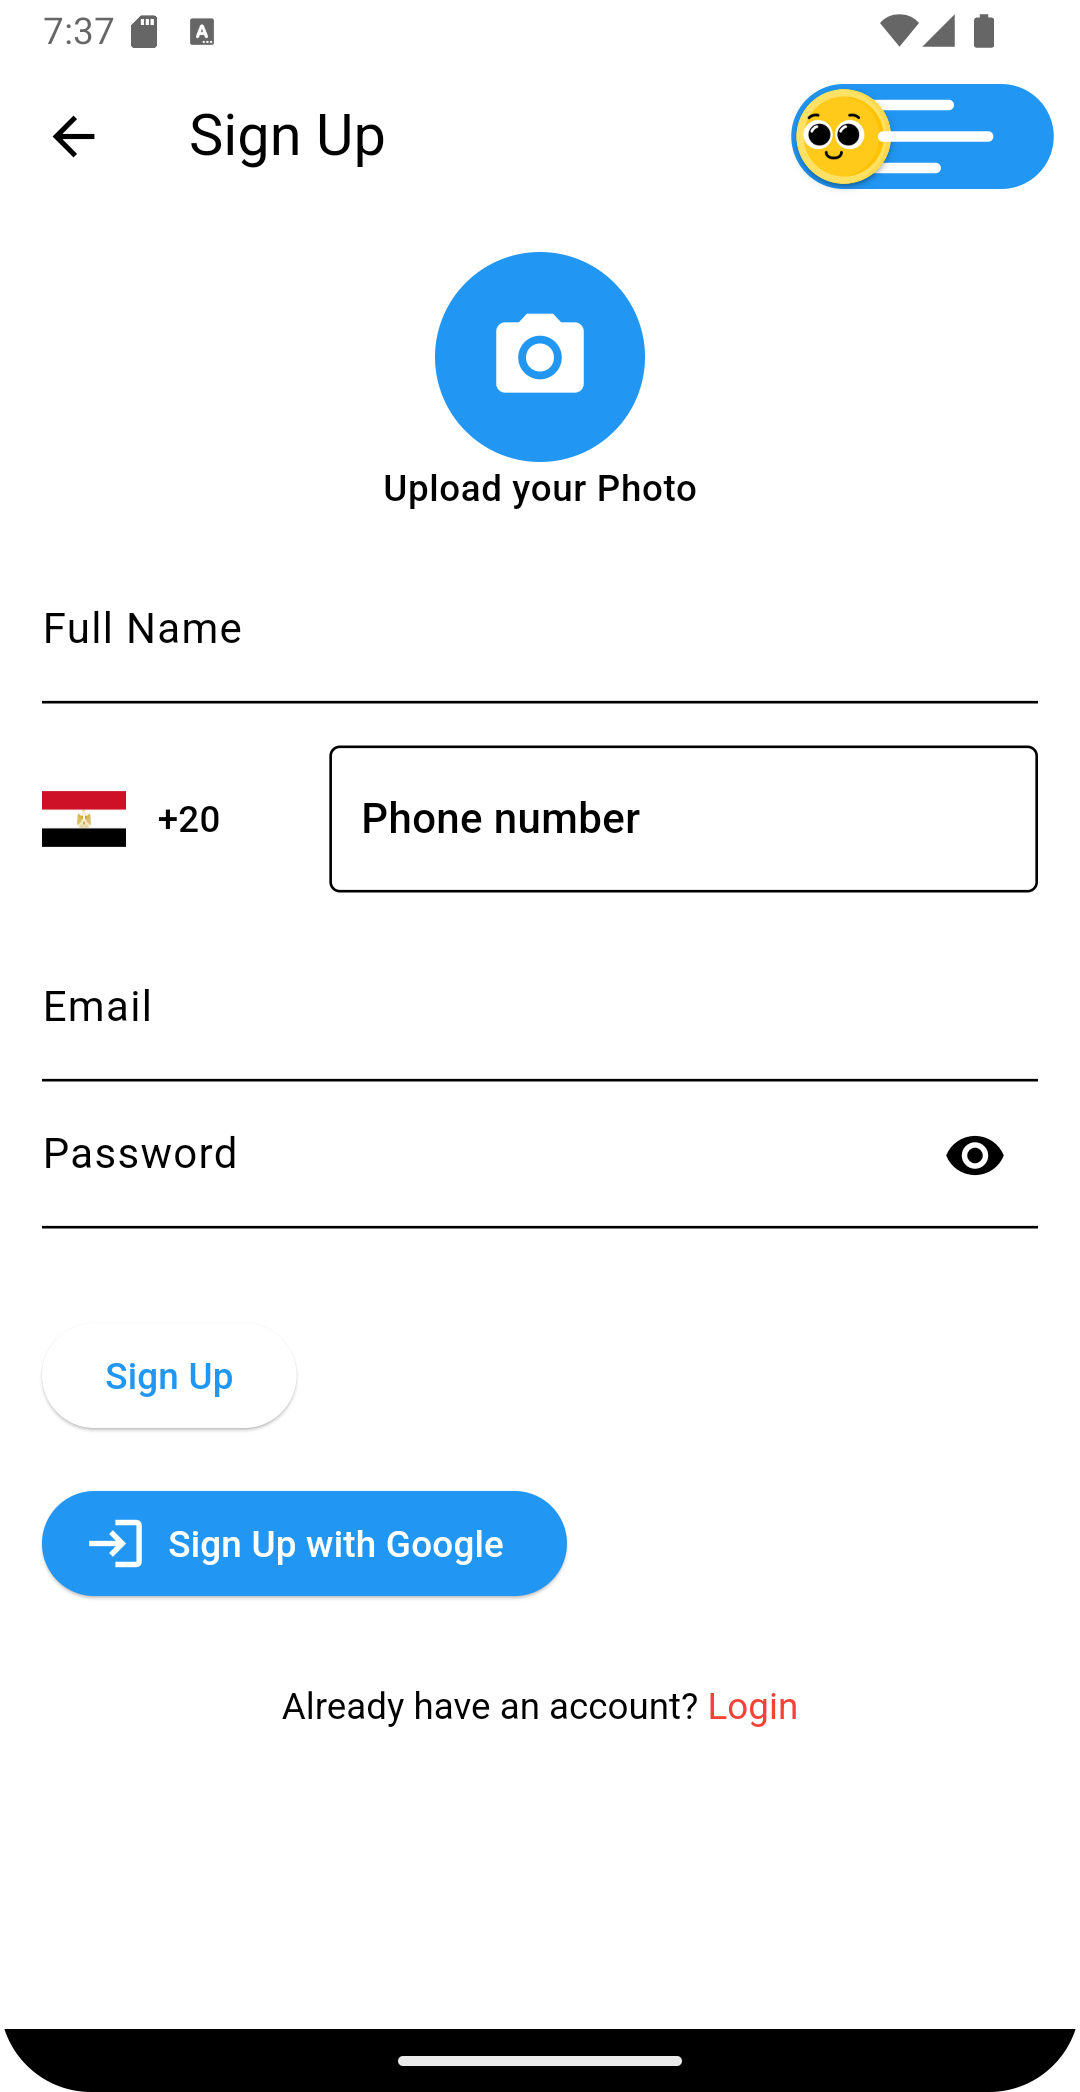 7:37
Sign Up
Upload your Photo
Full Name
+20
Phone number
Email
Password
Sign Up
Sign Up with Google
Already have an account? Login